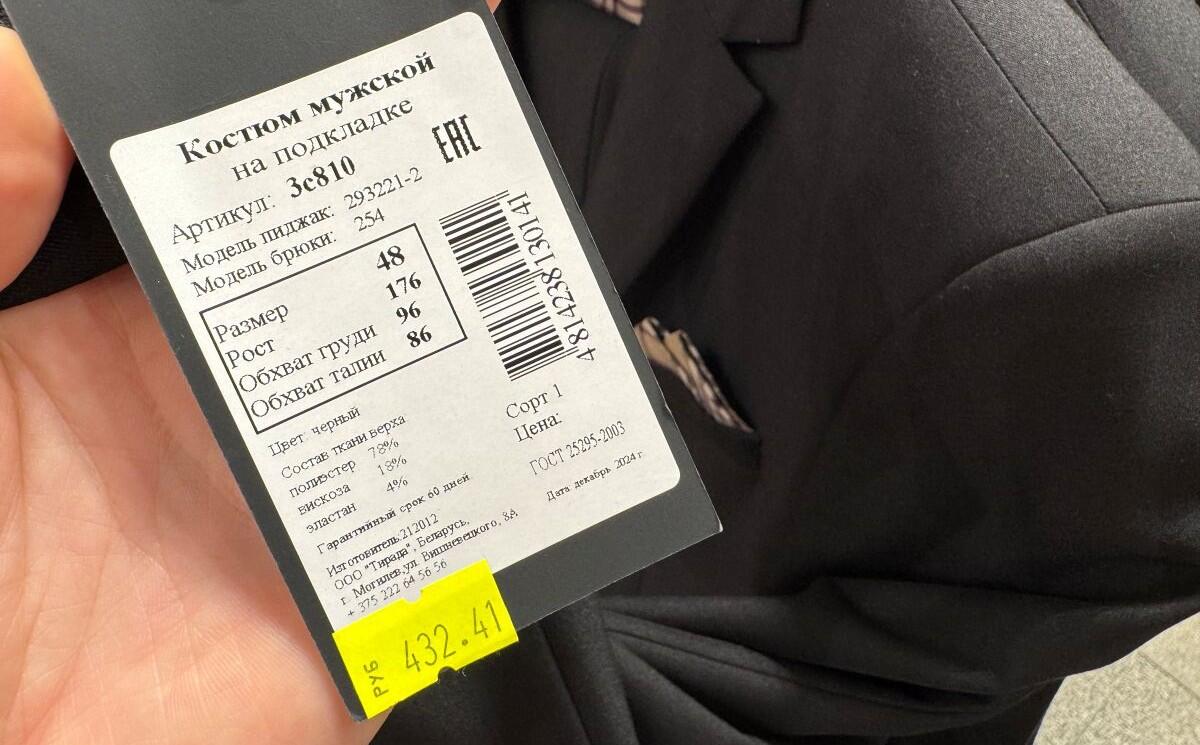 Костюм мужской
на подкладке
Артикул: 3с810
EAC
Модель пиджак: 293221-2
Модель брюки: 254
Размер 48
Рост 176
Обхват груди 96
Обхват талии 86
4814238130141
Цвет: черный
Состав ткани верха
полиэстер 78%
вискоза 18%
эластан 4%
Гарантийный срок 60 дней
Изготовитель:212012
ООО "Тирада", Беларусь,
г. Могилев,ул. Вишневецкого, 8А
+ 375 222 64 56 56
Сорт 1
Цена:
ГОСТ 25295-2003
Дата: декабрь 2024 г.
РУБ 432.41